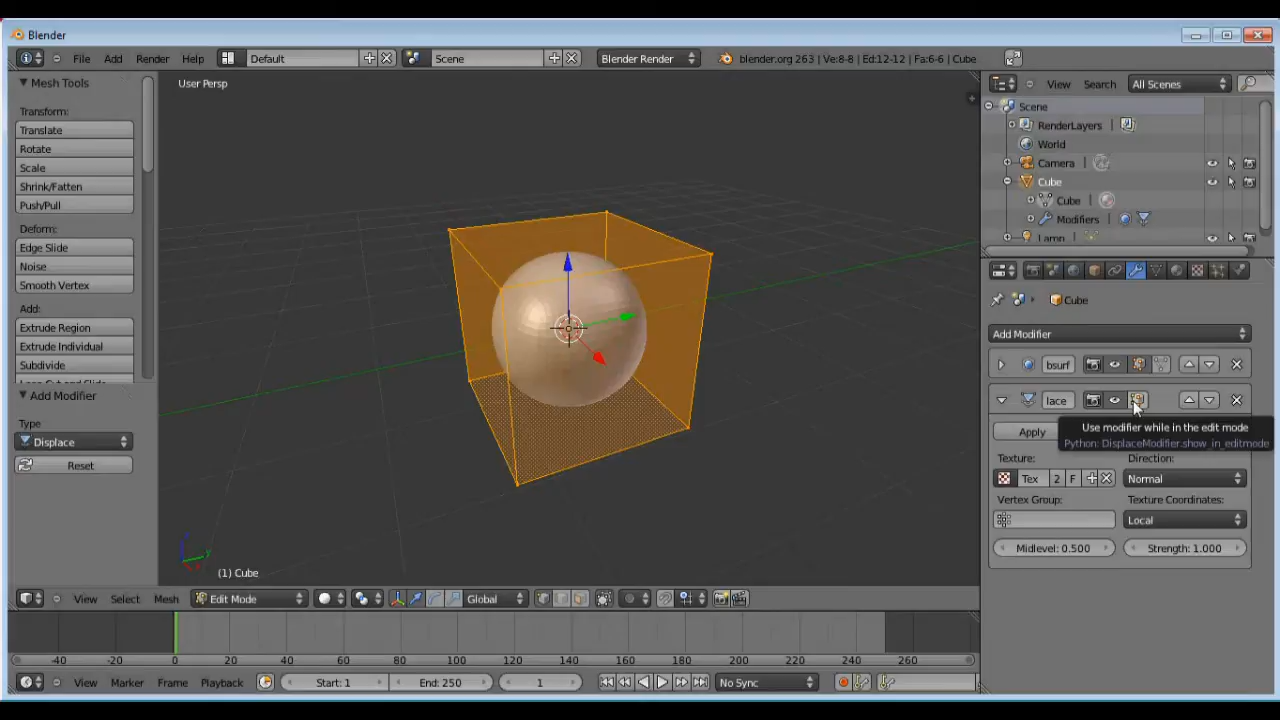 Blender
File Add Render Help Default Scene Blender Render blender.org 263 | Ve:8-8 | Ed:12-12 | Fa:6-6 | Cube
Mesh Tools
Transform:
Translate
Rotate
Scale
Shrink/Fatten
Push/Pull
Deform:
Edge Slide
Noise
Smooth Vertex
Add:
Extrude Region
Extrude Individual
Subdivide
Add Modifier
Type
Displace
Reset
User Persp
(1) Cube
View Select Mesh Edit Mode Global
-40 -20 0 20 40 60 80 100 120 140 160 180 200 220 240 260
View Marker Frame Playback Start: 1 End: 250 1 No Sync
View Search All Scenes
Scene
RenderLayers |
World
Camera |
Cube
Cube |
Modifiers |
Lamp
Cube
Add Modifier
bsurf
lace
Apply
Use modifier while in the edit mode
Python: DisplaceModifier.show_in_editmode
Texture: Direction:
Tex 2 F Normal
Vertex Group: Texture Coordinates:
Local
Midlevel: 0.500 Strength: 1.000